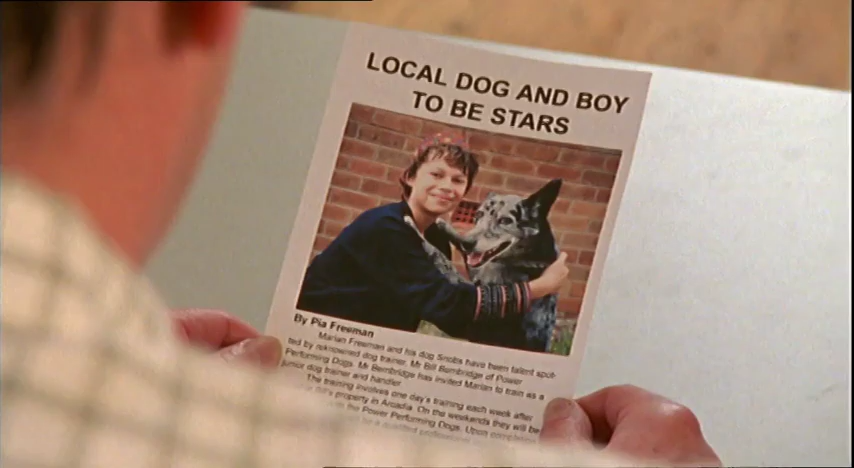 LOCAL DOG AND BOY
TO BE STARS
By Pia Freeman
Marian Freeman and his dog Snobs have been talent spot-
ted by reknowned dog trainer, Mr Bill Bembridge of Power
Performing Dogs. Mr Bembridge has invited Marian to train as a
junior dog trainer and handler
The training involves one day's training each week after
property in Arcadia. On the weekends they will be
the Power Performing Dogs. Upon